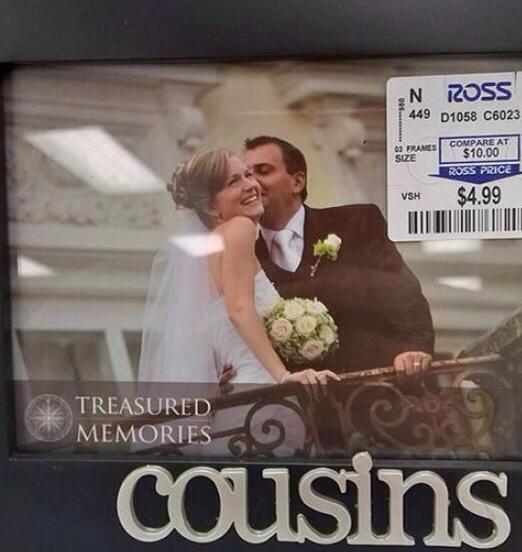 N ROSS
449 D1058 C6023
03 FRAMES COMPARE AT
SIZE $10.00
ROSS PRICE
VSH $4.99
TREASURED
MEMORIES
cousins